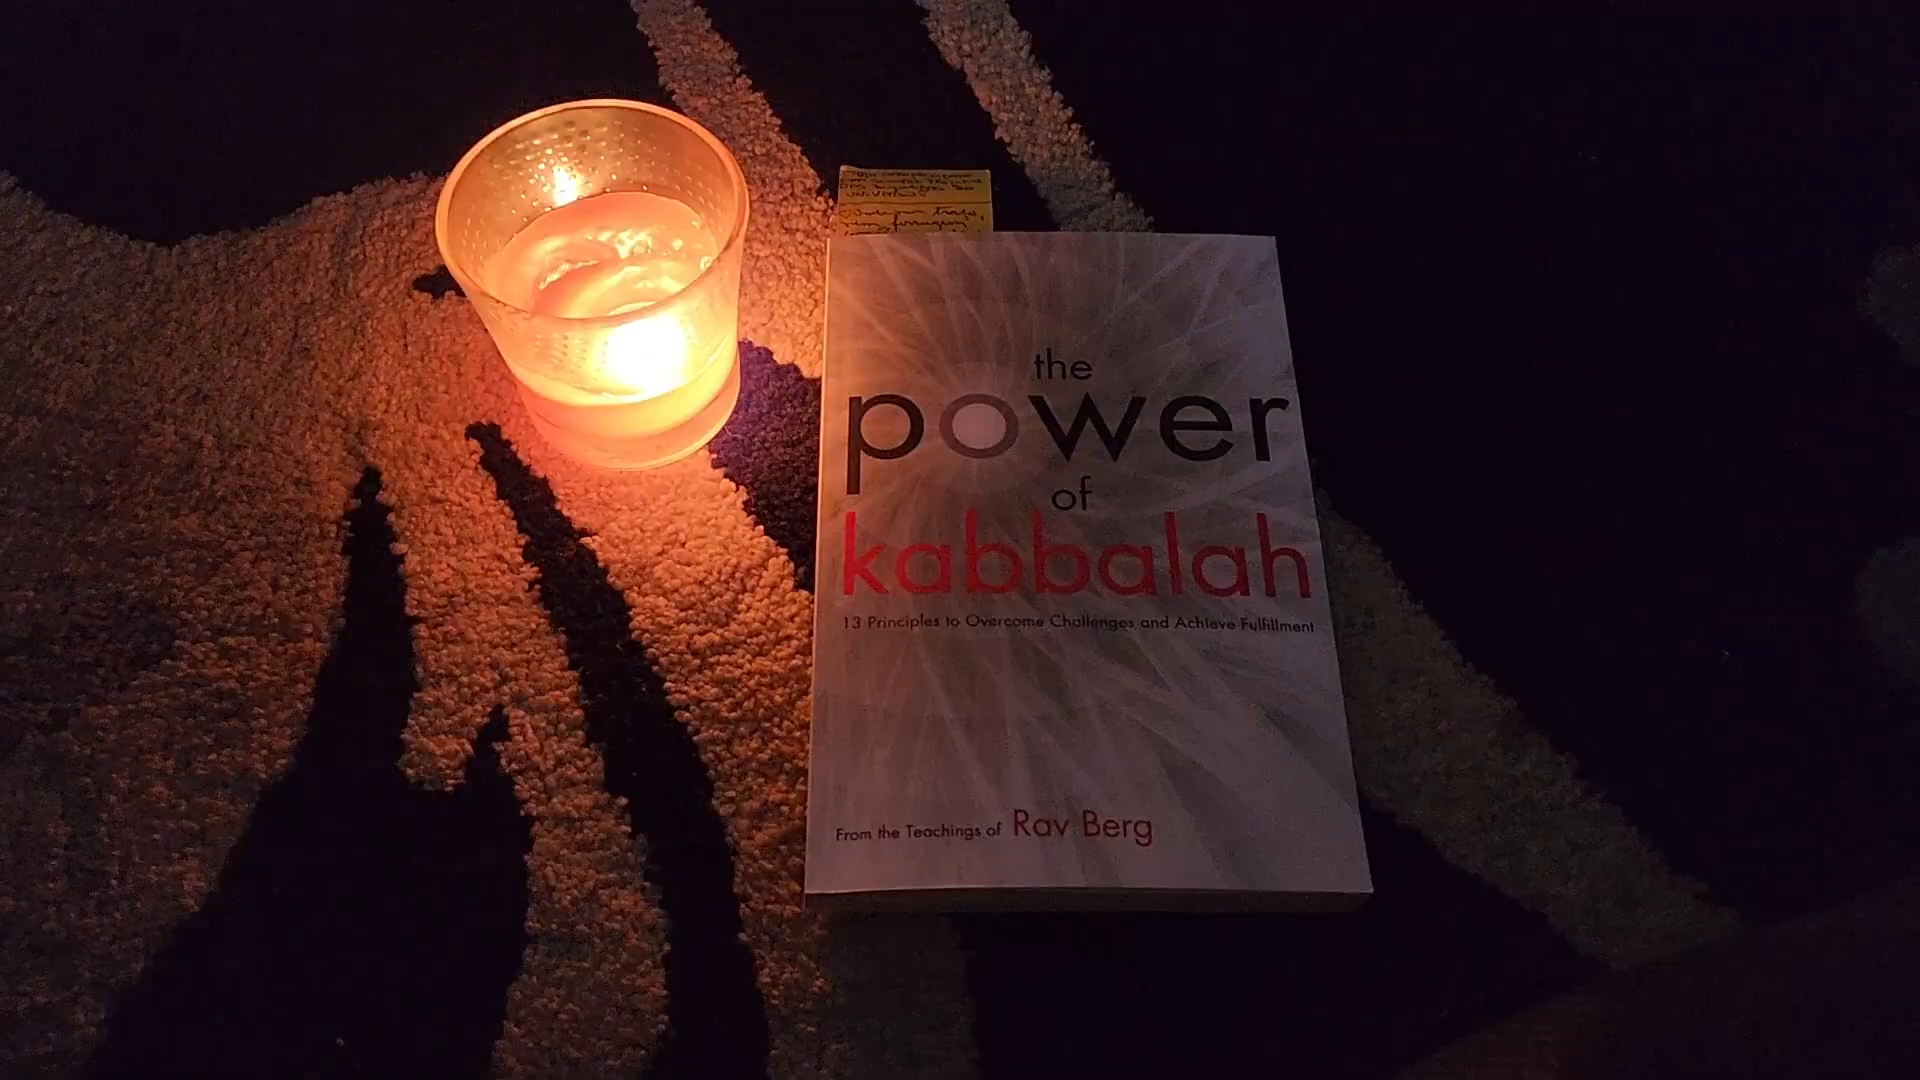 the
power
of
kabbalah
13 Principles to Overcome Challenges and Achieve Fulfillment
From the Teachings of Rav Berg